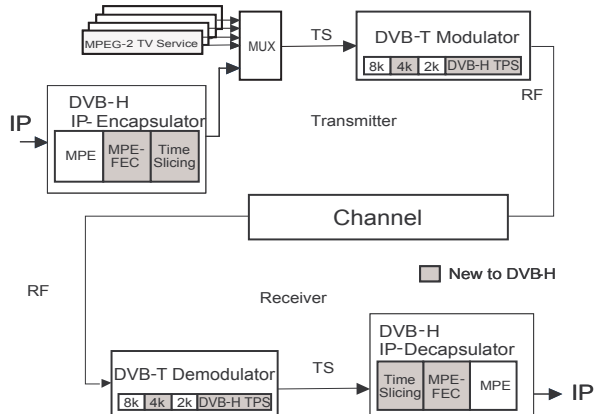 MPEG-2 TV Service
MUX
TS
DVB-T Modulator
8k 4k 2k DVB-H TPS
RF
DVB-H
IP-Encapsulator
IP
MPE
MPE-
FEC
Time
Slicing
Transmitter
Channel
New to DVB-H
RF
Receiver
DVB-T Demodulator
8k 4k 2k DVB-H TPS
TS
DVB-H
IP-Decapsulator
Time
Slicing
MPE-
FEC
MPE
IP